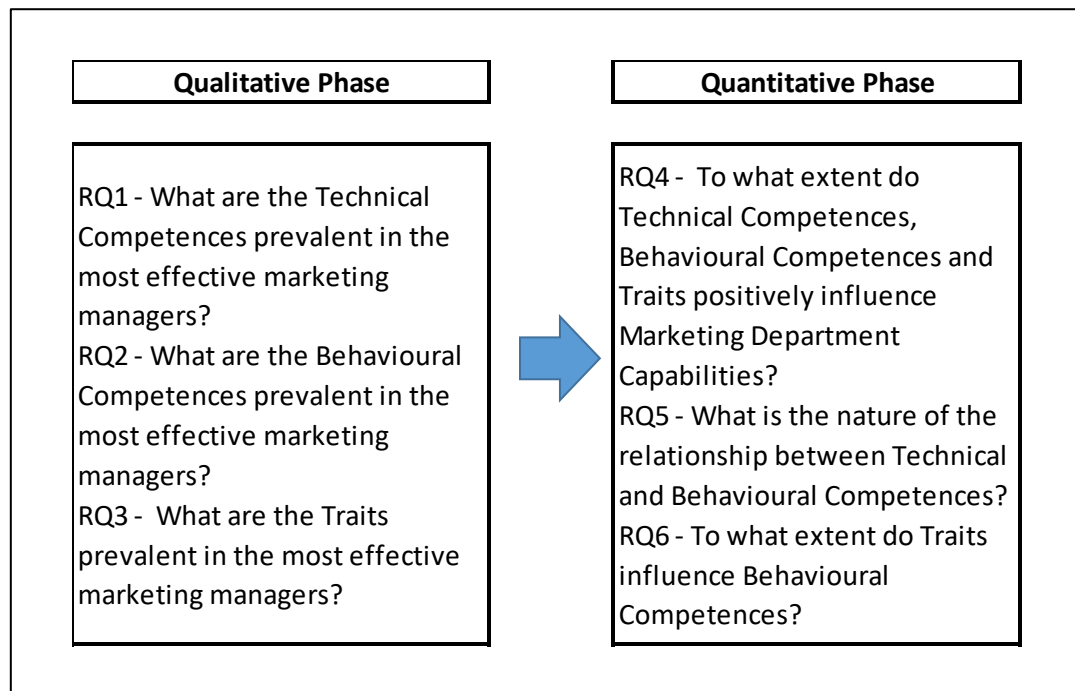 Qualitative Phase
RQ1 - What are the Technical
Competences prevalent in the
most effective marketing
managers?
RQ2 - What are the Behavioural
Competences prevalent in the
most effective marketing
managers?
RQ3 -  What are the Traits
prevalent in the most effective
marketing managers?
Quantitative Phase
RQ4 -  To what extent do
Technical Competences,
Behavioural Competences and
Traits positively influence
Marketing Department
Capabilities?
RQ5 - What is the nature of the
relationship between Technical
and Behavioural Competences?
RQ6 - To what extent do Traits
influence Behavioural
Competences?